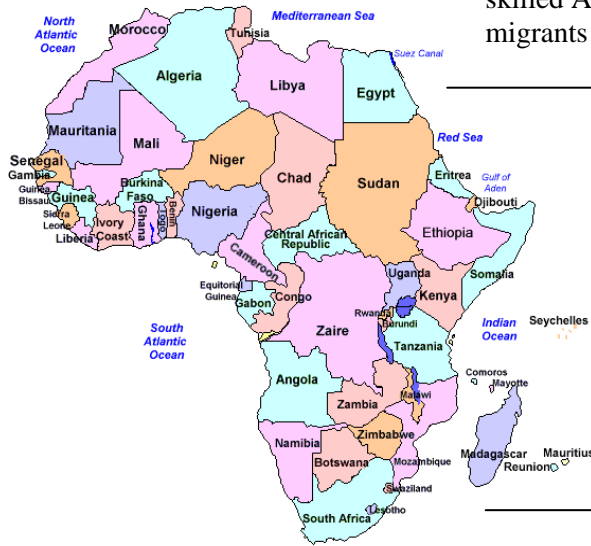 skilled A
migrants
North
Atlantic
Ocean
Mediterranean Sea
Morocco
Tunisia
Suez Canal
Algeria
Libya
Egypt
Mauritania
Mali
Niger
Chad
Sudan
Red Sea
Senegal
Gambia
Guinea
Bissau
Guinea
Sierra
Leone
Liberia
Ivory
Coast
Burkina
Faso
Ghana
Togo
Benin
Nigeria
Eritrea
Gulf of
Aden
Djibouti
Ethiopia
Central African
Republic
Cameroon
Somalia
Equitorial
Guinea
Gabon
Congo
Uganda
Kenya
Rwanda
Burundi
Zaire
Tanzania
South
Atlantic
Ocean
Indian
Ocean
Seychelles
Angola
Zambia
Malawi
Comoros
Mayotte
Namibia
Zimbabwe
Botswana
Mozambique
Madagascar
Mauritius
Reunion
Swaziland
Lesotho
South Africa